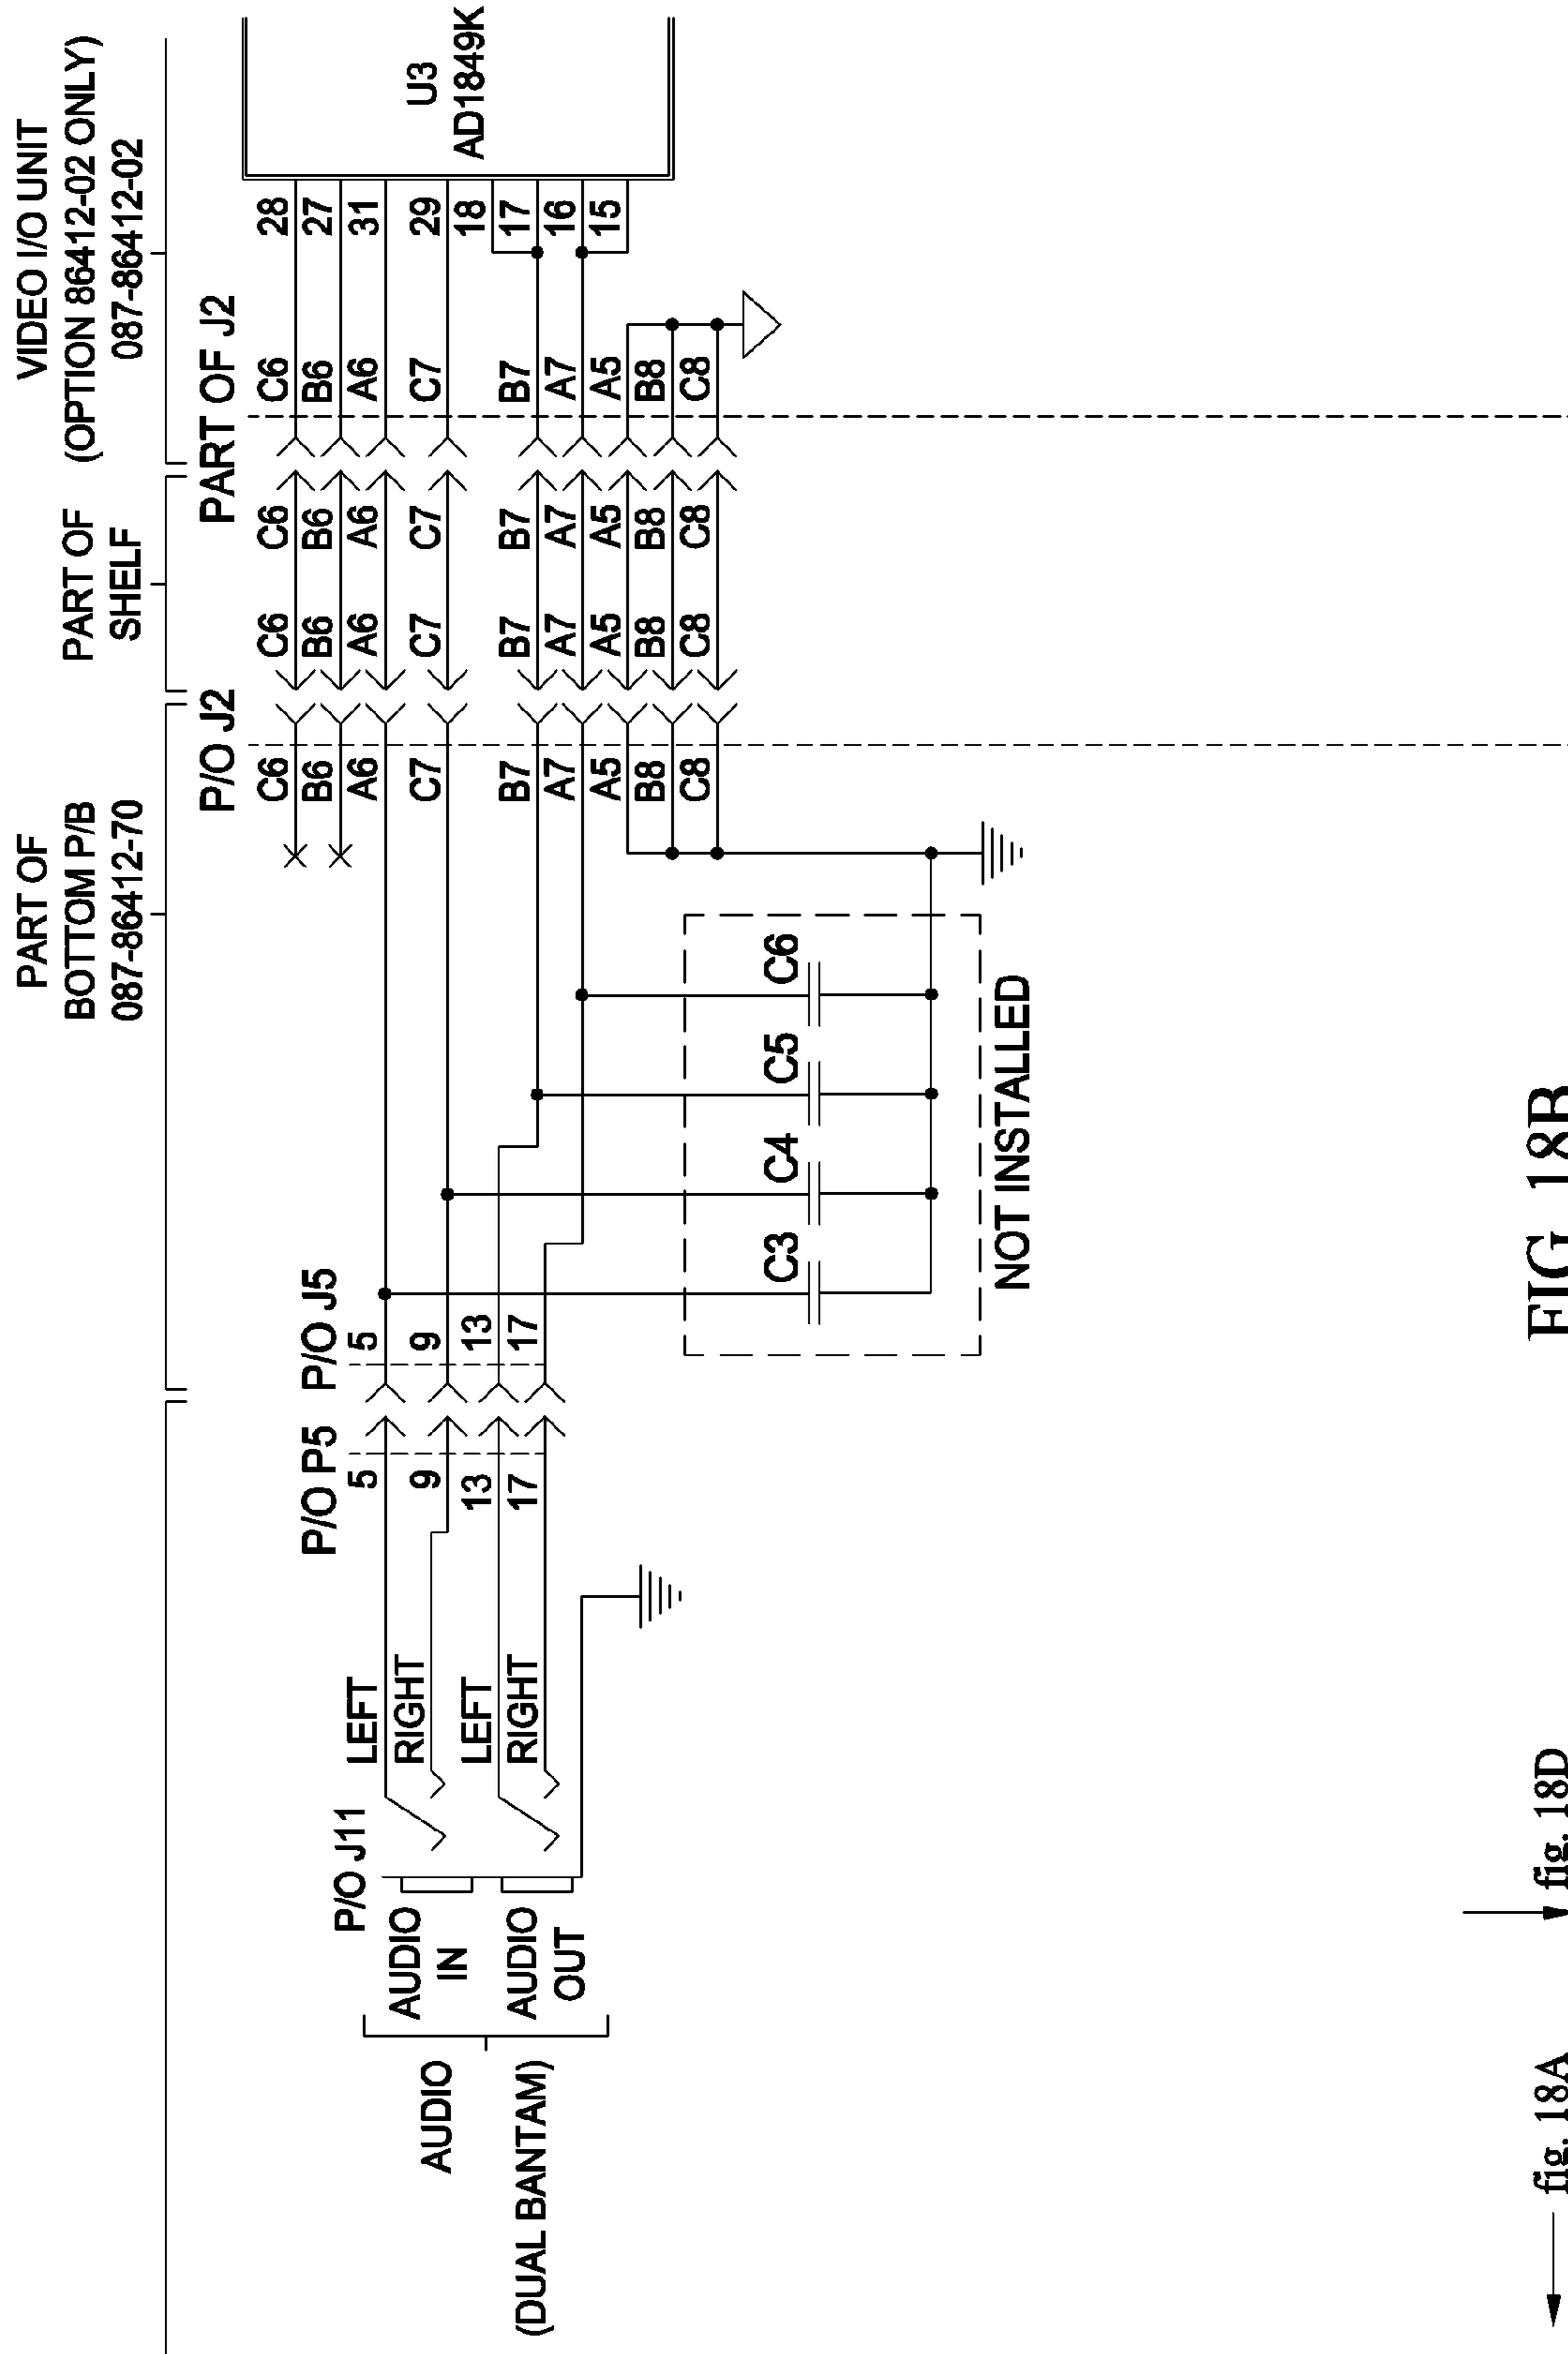 PART OF
BOTTOM P/B
087-86412-70
PART OF
SHELF
VIDEO I/O UNIT
(OPTION 86412-02 ONLY)
087-86412-02
P/O J2
PART OF J2
C6
C6
C6
C6
28
B6
B6
B6
B6
27
P/O P5
P/O J5
P/O J11
LEFT
5
5
A6
A6
A6
A6
31
AUDIO
IN
RIGHT
9
9
C7
C7
C7
C7
29
U3
AD1849K
AUDIO
LEFT
13
13
18
AUDIO
OUT
RIGHT
17
17
B7
B7
B7
B7
17
(DUAL BANTAM)
A7
A7
A7
A7
16
A5
A5
A5
A5
15
B8
B8
B8
B8
C8
C8
C8
C8
C3
C4
C5
C6
NOT INSTALLED
fig. 18A
fig. 18D
FIG. 18B